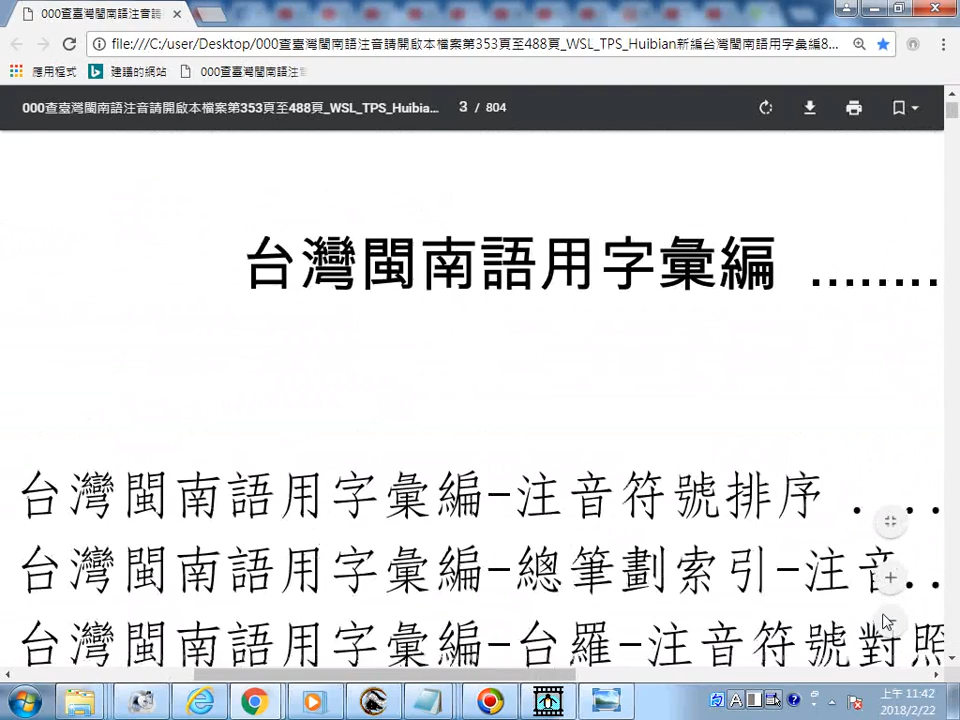 000查臺灣閩南語注音請
file:///C:/user/Desktop/000查臺灣閩南語注音請開啟本檔案第353頁至488頁_WSL_TPS_Huibian新編台灣閩南語用字彙編8...
應用程式
建議的網站
000查臺灣閩南語注音
000查臺灣閩南語注音請開啟本檔案第353頁至488頁_WSL_TPS_Huibia...
3 / 804
台灣閩南語用字彙編 ........
台灣閩南語用字彙編-注音符號排序 ....
台灣閩南語用字彙編-總筆劃索引-注音..
台灣閩南語用字彙編-台羅-注音符號對照
上午 11:42
2018/2/22